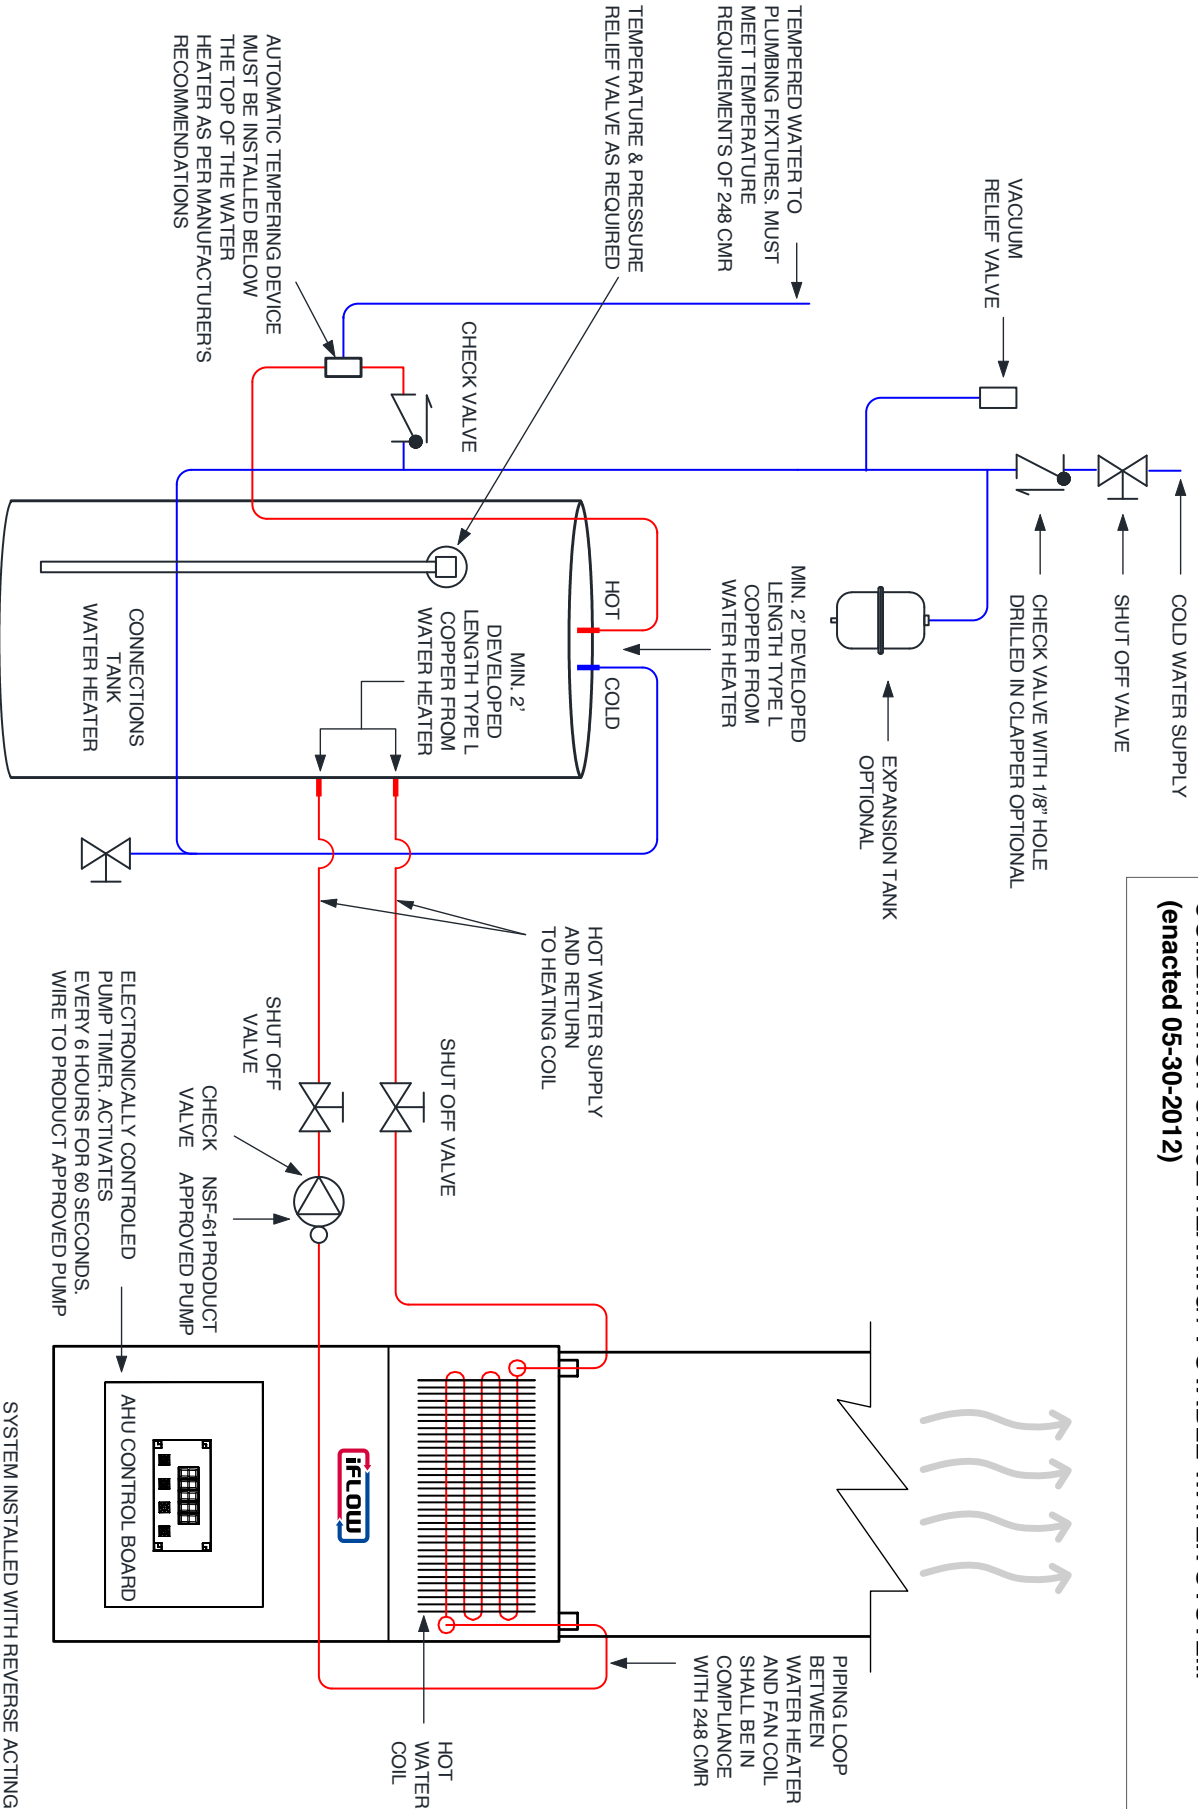 (enacted 05-30-2012)
COLD WATER SUPPLY
SHUT OFF VALVE
CHECK VALVE WITH 1/8" HOLE
DRILLED IN CLAPPER OPTIONAL
VACUUM
RELIEF VALVE
EXPANSION TANK
OPTIONAL
TEMPERED WATER TO
PLUMBING FIXTURES. MUST
MEET TEMPERATURE
REQUIREMENTS OF 248 CMR
MIN. 2' DEVELOPED
LENGTH TYPE L
COPPER FROM
WATER HEATER
TEMPERATURE & PRESSURE
RELIEF VALVE AS REQUIRED
HOT
COLD
CHECK VALVE
MIN. 2'
DEVELOPED
LENGTH TYPE L
COPPER FROM
WATER HEATER
AUTOMATIC TEMPERING DEVICE
MUST BE INSTALLED BELOW
THE TOP OF THE WATER
HEATER AS PER MANUFACTURER'S
RECOMMENDATIONS
CONNECTIONS
TANK
WATER HEATER
HOT WATER SUPPLY
AND RETURN
TO HEATING COIL
SHUT OFF VALVE
SHUT OFF
VALVE
CHECK
VALVE
NSF-61PRODUCT
APPROVED PUMP
ELECTRONICALLY CONTROLED
PUMP TIMER. ACTIVATES
EVERY 6 HOURS FOR 60 SECONDS.
WIRE TO PRODUCT APPROVED PUMP
PIPING LOOP
BETWEEN
WATER HEATER
AND FAN COIL
SHALL BE IN
COMPLIANCE
WITH 248 CMR
HOT
WATER
COIL
iFLOW
AHU CONTROL BOARD
SYSTEM INSTALLED WITH REVERSE ACTING